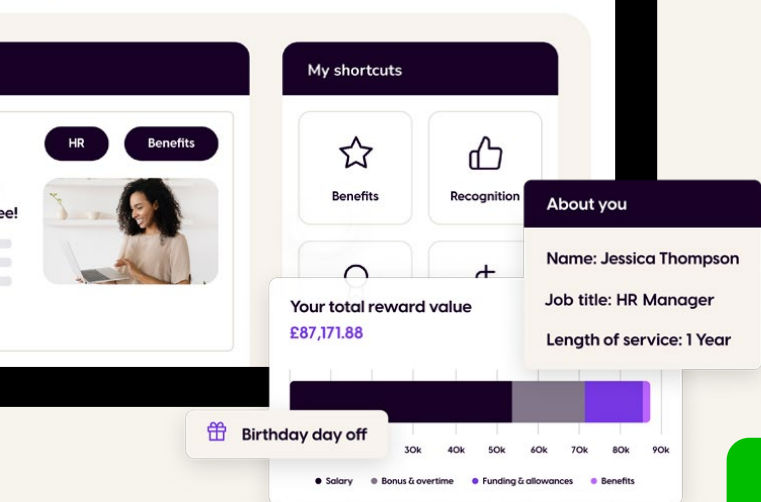 My shortcuts
HR
Benefits
ee!
Benefits
Recognition
About you
Name: Jessica Thompson
Job title: HR Manager
Length of service: 1 Year
Your total reward value
£87,171.88
Birthday day off
30k 40k 50k 60k 70k 80k 90k
Salary Bonus & overtime Funding & allowances Benefits